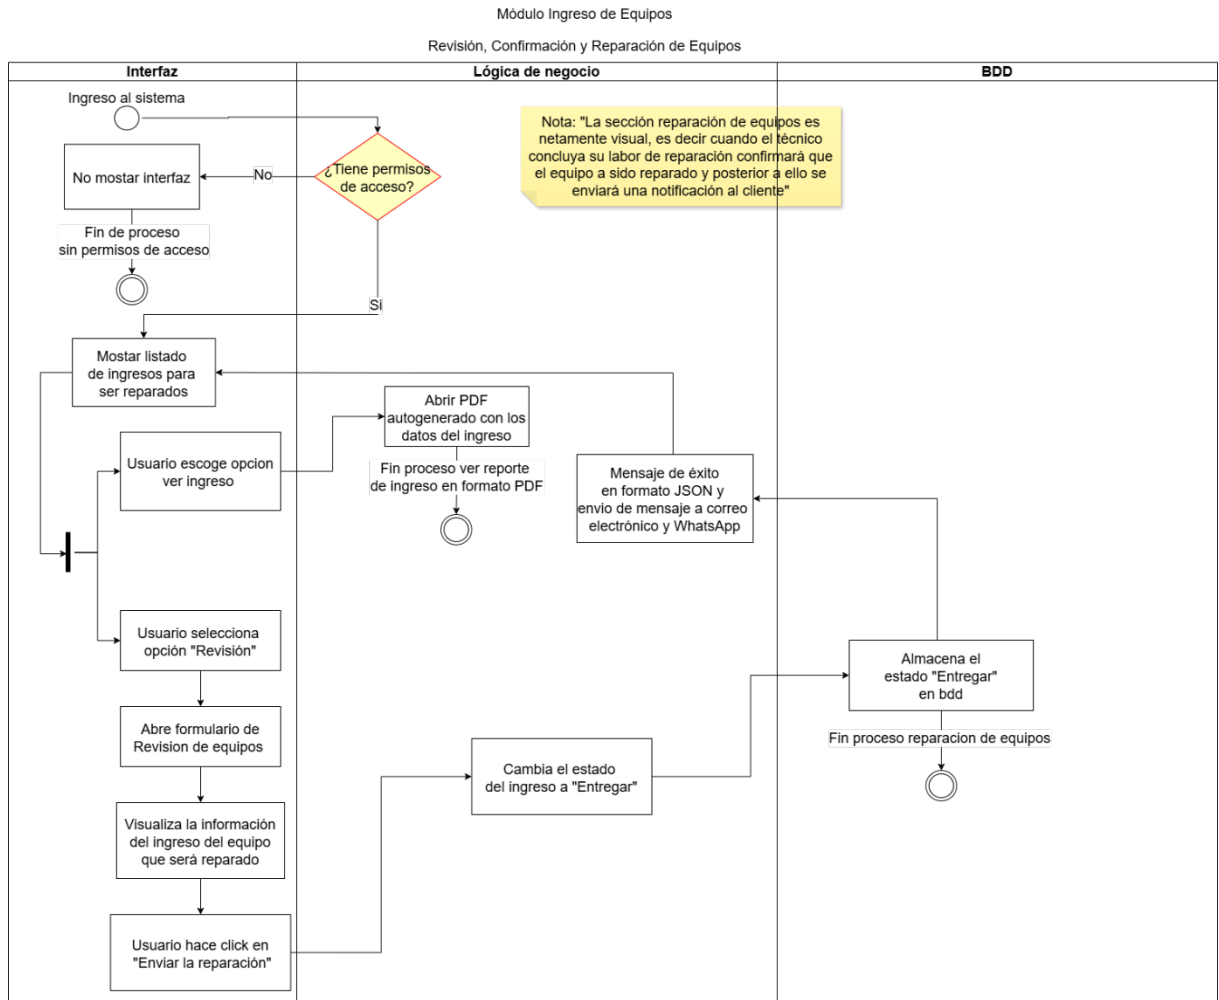 Módulo Ingreso de Equipos
Revisión, Confirmación y Reparación de Equipos
Interfaz
Lógica de negocio
BDD
Ingreso al sistema
Nota: "La sección reparación de equipos es
netamente visual, es decir cuando el técnico
concluya su labor de reparación confirmará que
el equipo a sido reparado y posterior a ello se
enviará una notificación al cliente"
¿Tiene permisos
de acceso?
No
No mostar interfaz
Fin de proceso
sin permisos de acceso
Si
Mostar listado
de ingresos para
ser reparados
Abrir PDF
autogenerado con los
datos del ingreso
Usuario escoge opcion
ver ingreso
Fin proceso ver reporte
de ingreso en formato PDF
Mensaje de éxito
en formato JSON y
envio de mensaje a correo
electrónico y WhatsApp
Usuario selecciona
opción "Revisión"
Almacena el
estado "Entregar"
en bdd
Abre formulario de
Revision de equipos
Fin proceso reparacion de equipos
Cambia el estado
del ingreso a "Entregar"
Visualiza la información
del ingreso del equipo
que será reparado
Usuario hace click en
"Enviar la reparación"